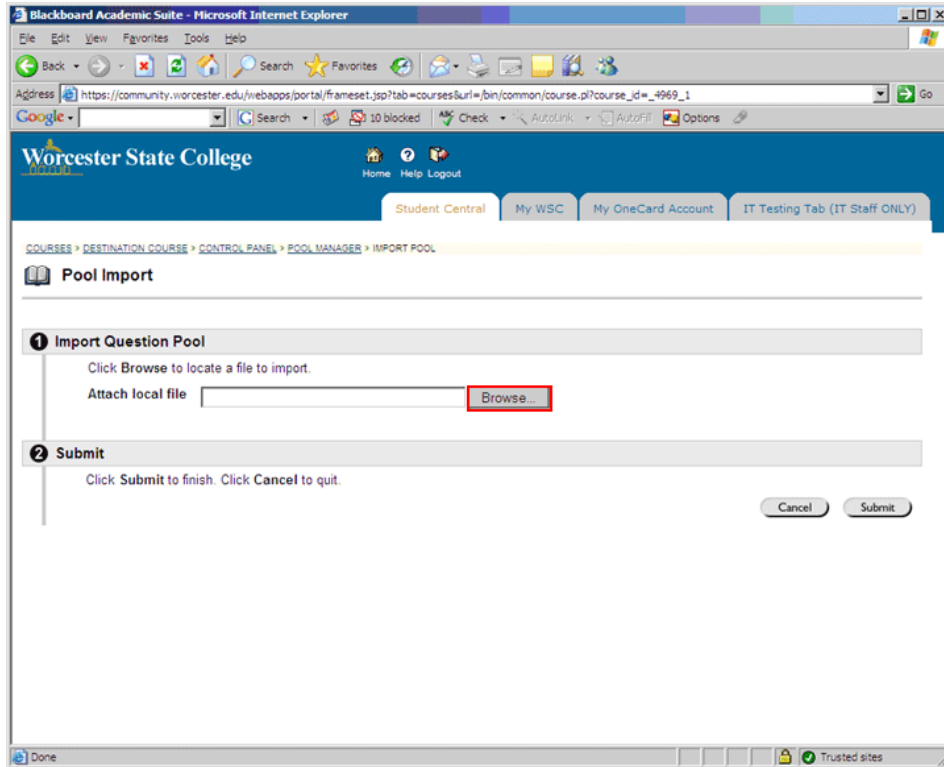 Blackboard Academic Suite - Microsoft Internet Explorer
File Edit View Favorites Tools Help
Back Search Favorites
Address https://community.worcester.edu/webapps/portal/frameset.jsp?tab=courses&url=/bin/common/course.pl?course_id=_4969_1 Go
Google Search 10 blocked Check AutoLink AutoFill Options
Worcester State College
Home Help Logout
Student Central My WSC My OneCard Account IT Testing Tab (IT Staff ONLY)
COURSES > DESTINATION COURSE > CONTROL PANEL > POOL MANAGER > IMPORT POOL
Pool Import
1 Import Question Pool
Click Browse to locate a file to import.
Attach local file Browse...
2 Submit
Click Submit to finish. Click Cancel to quit.
Cancel Submit
Done Trusted sites